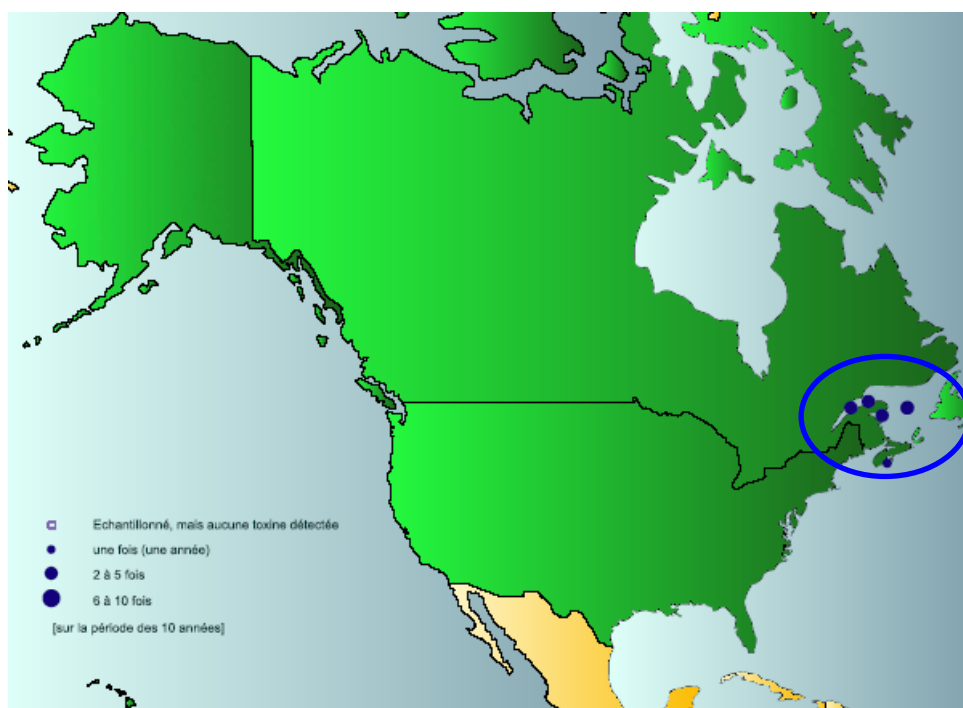 Echantillonné, mais aucune toxine détectée
une fois (une année)
2 à 5 fois
6 à 10 fois
[sur la période des 10 années]